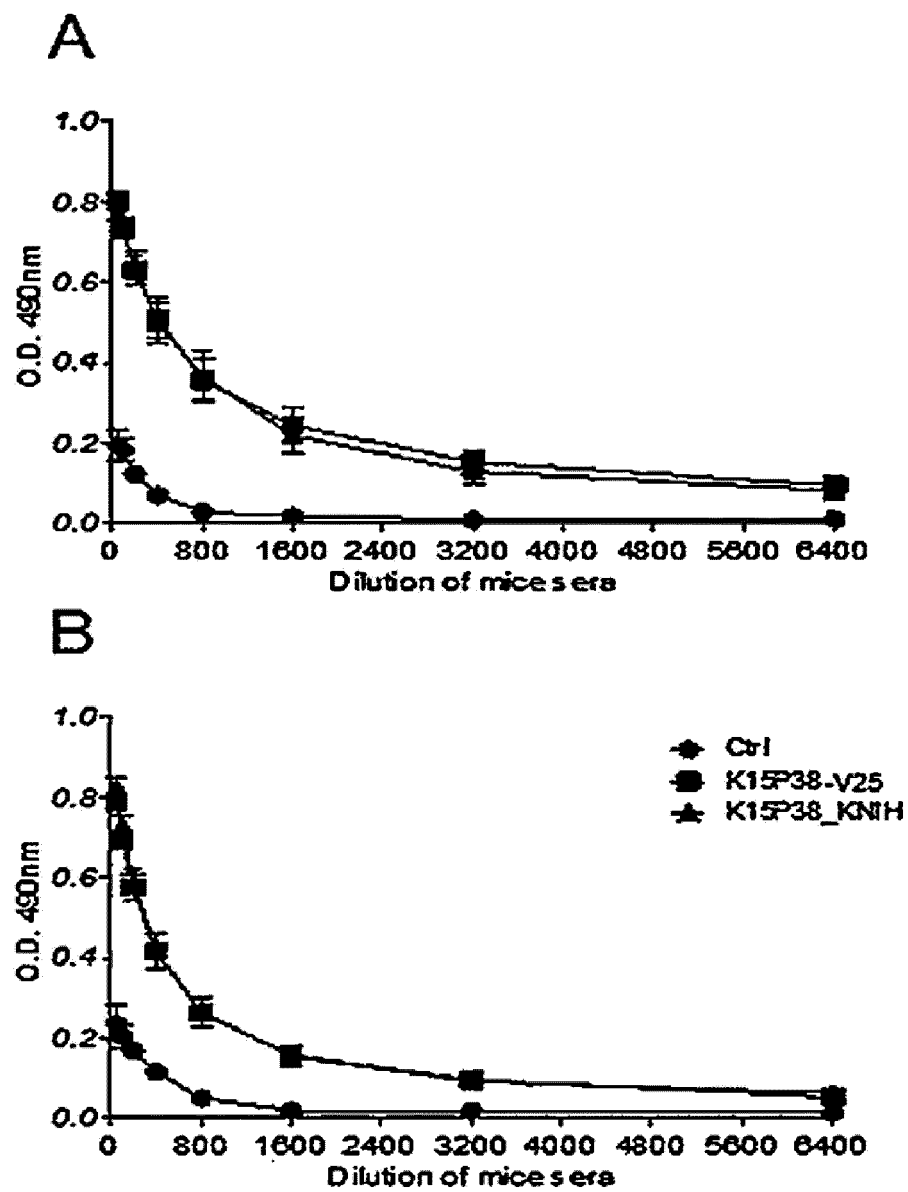 A
1.0
0.8
0.6
0.4
0.2
0.0
O.D. 490nm
0 800 1600 2400 3200 4000 4800 5600 6400
Dilution of mice sera
B
1.0
0.8
0.6
0.4
0.2
0.0
O.D. 490nm
Ctrl
K15P38-V25
K15P38_KNIH
0 800 1600 2400 3200 4000 4800 5600 6400
Dilution of mice sera